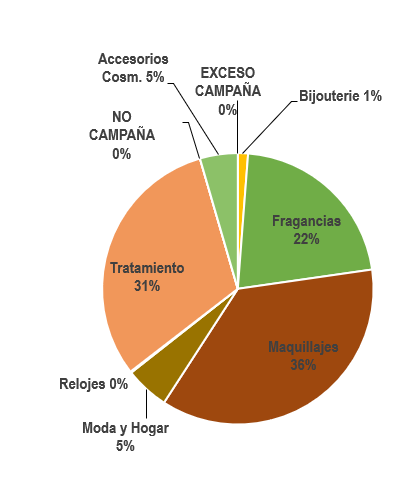 Accesorios
Cosm. 5%
EXCESO
CAMPAÑA
0%
Bijouterie 1%
NO
CAMPAÑA
0%
Fragancias
22%
Tratamiento
31%
Maquillajes
36%
Relojes 0%
Moda y Hogar
5%